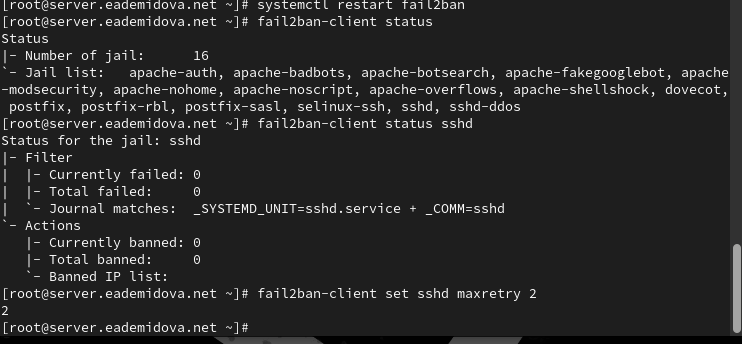 [root@server.eademidova.net ~]# systemctl restart fail2ban
[root@server.eademidova.net ~]# fail2ban-client status
Status
|- Number of jail:      16
`- Jail list:   apache-auth, apache-badbots, apache-botsearch, apache-fakegooglebot, apache
-modsecurity, apache-nohome, apache-noscript, apache-overflows, apache-shellshock, dovecot,
 postfix, postfix-rbl, postfix-sasl, selinux-ssh, sshd, sshd-ddos
[root@server.eademidova.net ~]# fail2ban-client status sshd
Status for the jail: sshd
|- Filter
|  |- Currently failed: 0
|  |- Total failed:     0
|  `- Journal matches:  _SYSTEMD_UNIT=sshd.service + _COMM=sshd
`- Actions
   |- Currently banned: 0
   |- Total banned:     0
   `- Banned IP list:
[root@server.eademidova.net ~]# fail2ban-client set sshd maxretry 2
2
[root@server.eademidova.net ~]#